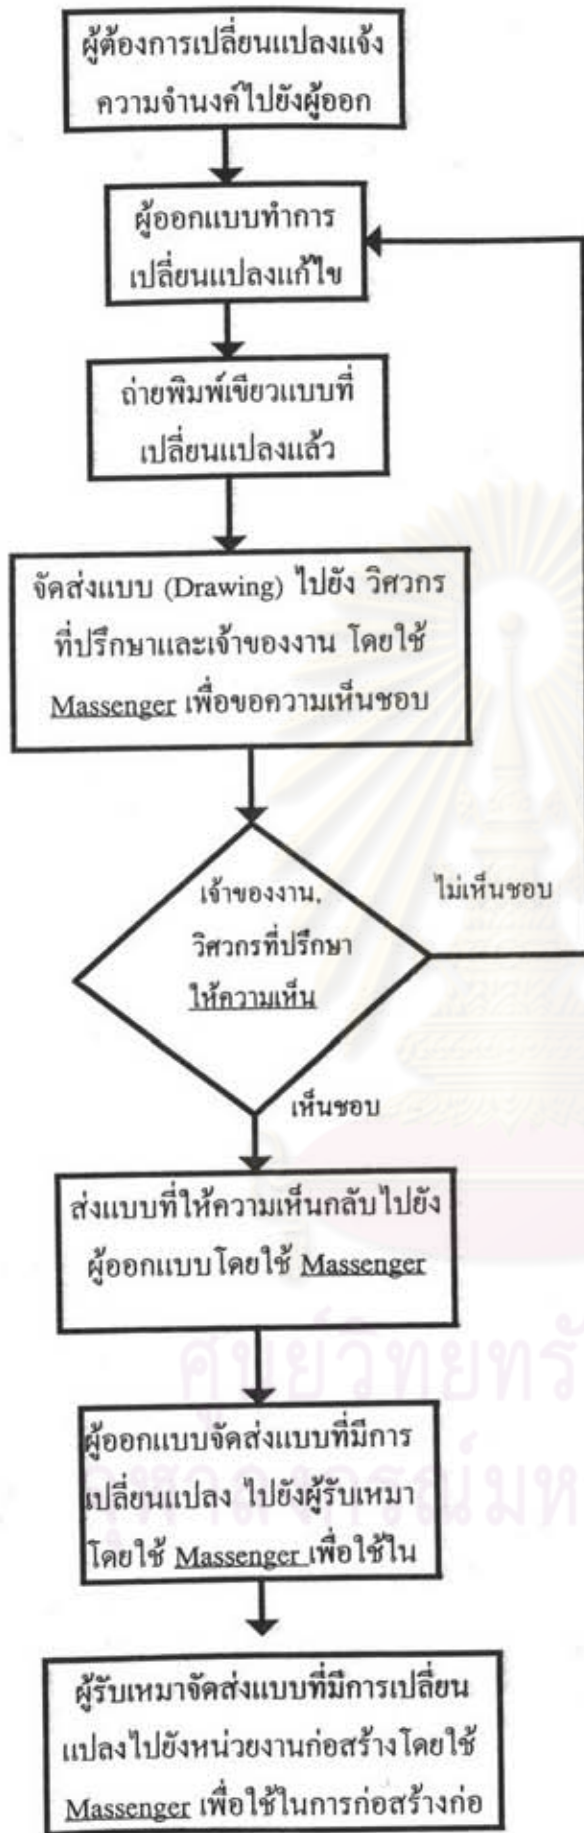 ผู้ต้องการเปลี่ยนแปลงแจ้ง
ความจำนงค์ไปยังผู้ออก
ผู้ออกแบบทำการ
เปลี่ยนแปลงแก้ไข
ถ่ายพิมพ์เขียวแบบที่
เปลี่ยนแปลงแล้ว
จัดส่งแบบ (Drawing) ไปยัง วิศวกร
ที่ปรึกษาและเจ้าของงาน โดยใช้
Massenger เพื่อขอความเห็นชอบ
เจ้าของงาน,
วิศวกรที่ปรึกษา
ให้ความเห็น
ไม่เห็นชอบ
เห็นชอบ
ส่งแบบที่ให้ความเห็นกลับไปยัง
ผู้ออกแบบโดยใช้ Massenger
ศูนย์วิทยทรั
ผู้ออกแบบจัดส่งแบบที่มีการ
เปลี่ยนแปลง ไปยังผู้รับเหมา
โดยใช้ Massenger เพื่อใช้ใน
จุฬาลงกรณ์มห
ผู้รับเหมาจัดส่งแบบที่มีการเปลี่ยน
แปลงไปยังหน่วยงานก่อสร้างโดยใช้
Massenger เพื่อใช้ในการก่อสร้างก่อ